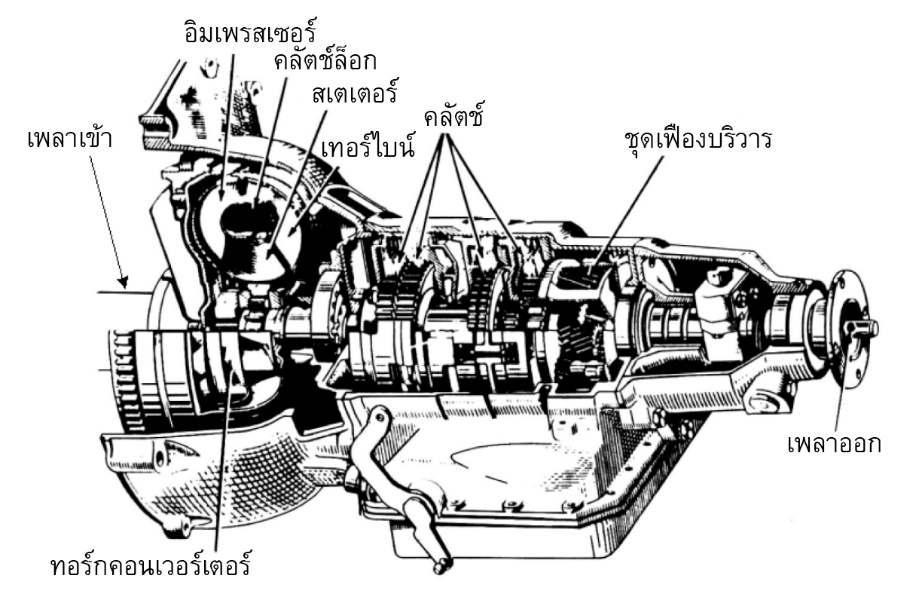 อิมเพรสเซอร์
คลัตช์ล็อก
สเตเตอร์
เทอร์ไบน์
คลัตช์
ชุดเฟืองบริวาร
เพลาเข้า
เพลาออก
ทอร์กคอนเวอร์เตอร์